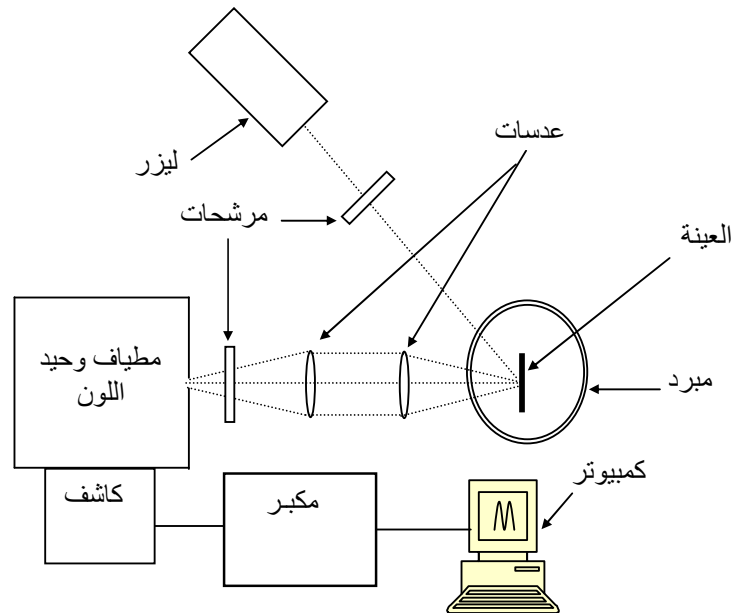 عدسات
ليزر
مرشحات
العينة
مطياف وحيد
اللون
مبرد
كمبيوتر
كاشف
مكبر